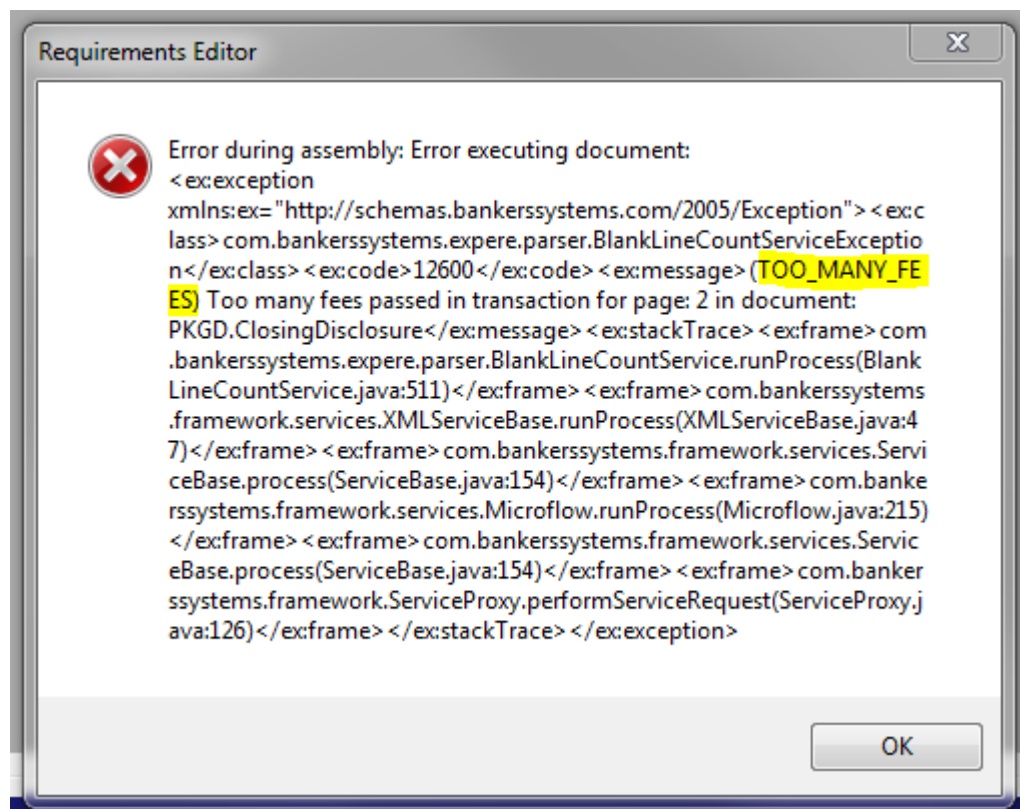 Requirements Editor
Error during assembly: Error executing document:
<ex:exception
xmlns:ex="http://schemas.bankerssystems.com/2005/Exception"><ex:c
lass>com.bankerssystems.expere.parser.BlankLineCountServiceExceptio
n</ex:class><ex:code>12600</ex:code><ex:message>(TOO_MANY_FE
ES) Too many fees passed in transaction for page: 2 in document:
PKGD.ClosingDisclosure</ex:message><ex:stackTrace><ex:frame>com
.bankerssystems.expere.parser.BlankLineCountService.runProcess(Blank
LineCountService.java:511)</ex:frame><ex:frame>com.bankerssystems
.framework.services.XMLServiceBase.runProcess(XMLServiceBase.java:4
7)</ex:frame><ex:frame>com.bankerssystems.framework.services.Servi
ceBase.process(ServiceBase.java:154)</ex:frame><ex:frame>com.banke
rssystems.framework.services.Microflow.runProcess(Microflow.java:215)
</ex:frame><ex:frame>com.bankerssystems.framework.services.Servic
eBase.process(ServiceBase.java:154)</ex:frame><ex:frame>com.banker
ssystems.framework.ServiceProxy.performServiceRequest(ServiceProxy.j
ava:126)</ex:frame></ex:stackTrace></ex:exception>
OK